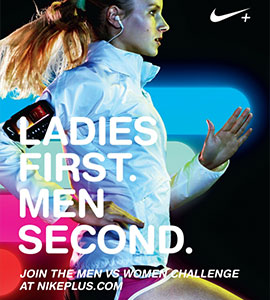 +
LADIES
FIRST.
MEN
SECOND.
JOIN THE MEN VS WOMEN CHALLENGE
AT NIKEPLUS.COM